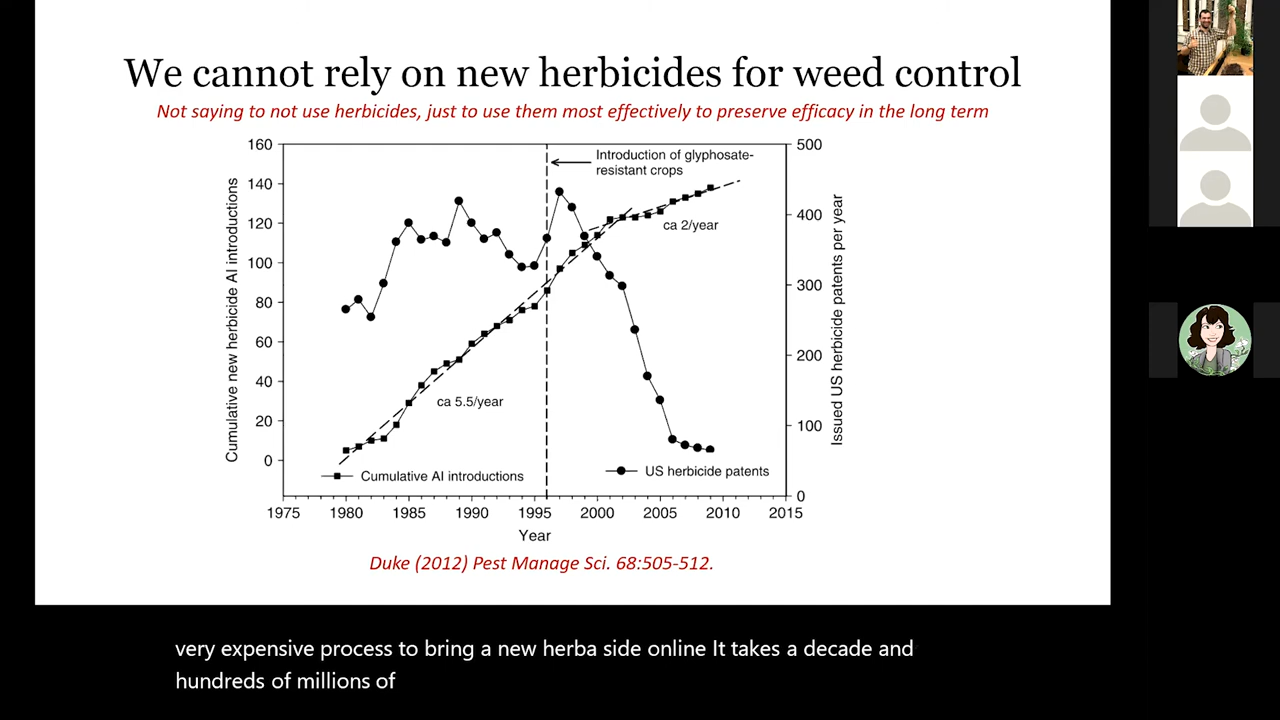 We cannot rely on new herbicides for weed control
Not saying to not use herbicides, just to use them most effectively to preserve efficacy in the long term
Cumulative new herbicide AI introductions
160
140
120
100
80
60
40
20
0
Introduction of glyphosate-
resistant crops
ca 2/year
ca 5.5/year
Cumulative AI introductions
US herbicide patents
500
400
300
200
100
0
Issued US herbicide patents per year
1975 1980 1985 1990 1995 2000 2005 2010 2015
Year
Duke (2012) Pest Manage Sci. 68:505-512.
very expensive process to bring a new herba side online It takes a decade and
hundreds of millions of